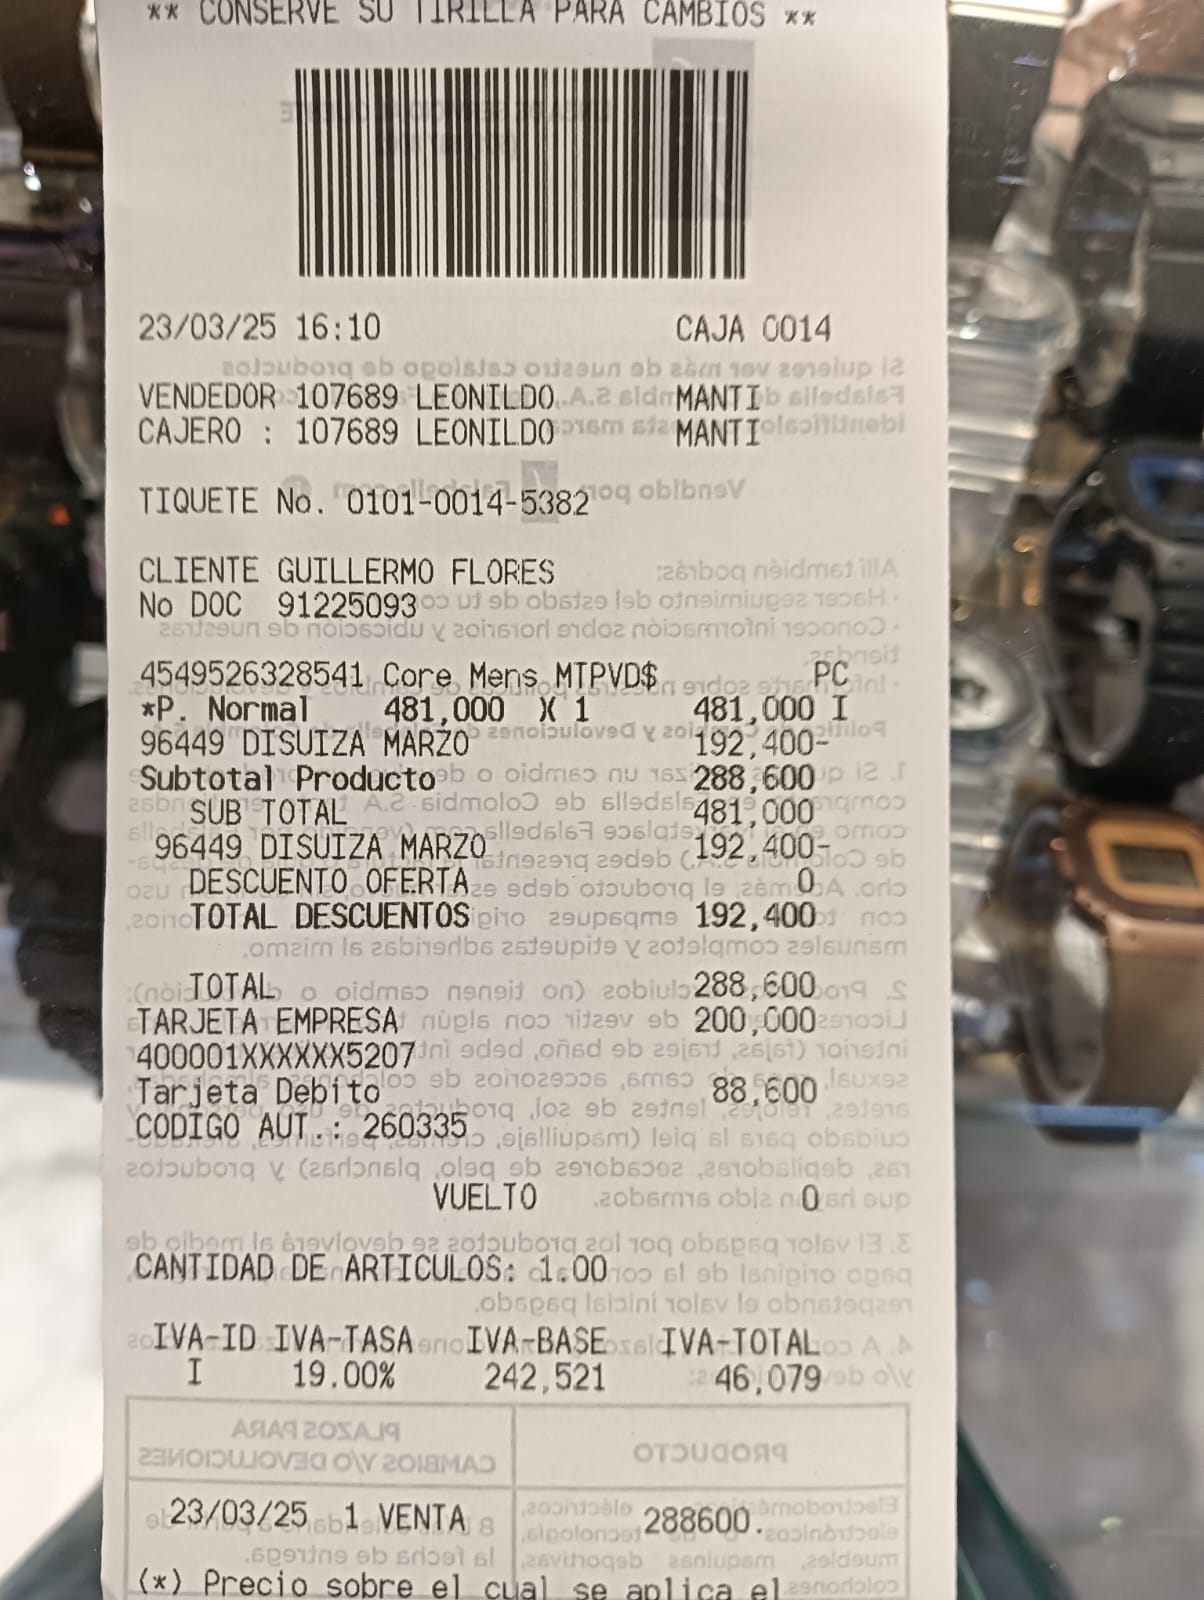 ** CONSERVE SU TIRILLA PARA CAMBIOS **
23/03/25 16:10 CAJA 0014
VENDEDOR 107689 LEONILDO MANTI
CAJERO : 107689 LEONILDO MANTI
TIQUETE No. 0101-0014-5382
CLIENTE GUILLERMO FLORES
No DOC 91225093
4549526328541 Core Mens MTPVD$ PC
*P. Normal 481,000 X 1 481,000 I
96449 DISUIZA MARZO 192,400-
Subtotal Producto 288,600
SUB TOTAL 481,000
96449 DISUIZA MARZO 192,400-
DESCUENTO OFERTA 0
TOTAL DESCUENTOS 192,400
TOTAL 288,600
TARJETA EMPRESA 200,000
400001XXXXXX5207
Tarjeta Debito 88,600
CODIGO AUT.: 260335
VUELTO 0
CANTIDAD DE ARTICULOS: 1.00
IVA-ID IVA-TASA IVA-BASE IVA-TOTAL
I 19.00% 242,521 46,079
23/03/25 1 VENTA 288600.
(*) Precio sobre el cual se aplica el